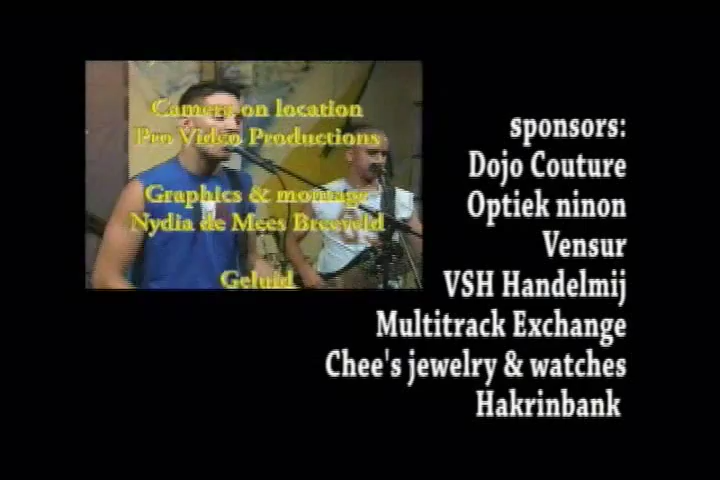 Camera on location
Pro Video Productions
Graphics & montage
Nydia de Mees Breeveld
Geluid
sponsors:
Dojo Couture
Optiek ninon
Vensur
VSH Handelmij
Multitrack Exchange
Chee's jewelry & watches
Hakrinbank